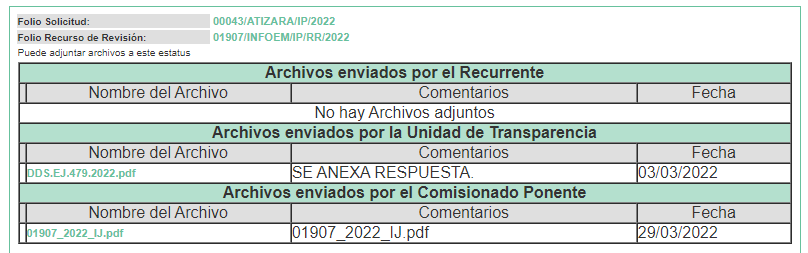 Folio Solicitud: 00043/ATIZARA/IP/2022
Folio Recurso de Revisión: 01907/INFOEM/IP/RR/2022
Puede adjuntar archivos a este estatus
Archivos enviados por el Recurrente
Nombre del Archivo Comentarios Fecha
No hay Archivos adjuntos
Archivos enviados por la Unidad de Transparencia
Nombre del Archivo Comentarios Fecha
DDS.EJ.479.2022.pdf SE ANEXA RESPUESTA. 03/03/2022
Archivos enviados por el Comisionado Ponente
Nombre del Archivo Comentarios Fecha
01907_2022_IJ.pdf 01907_2022_IJ.pdf 29/03/2022